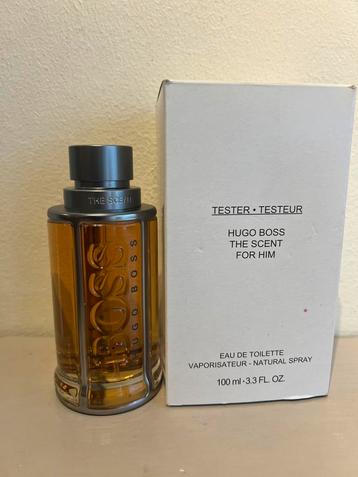 THE SCENT
BOSS
HUGO BOSS
TESTER • TESTEUR
HUGO BOSS
THE SCENT
FOR HIM
EAU DE TOILETTE
VAPORISATEUR - NATURAL SPRAY
100 ml · 3.3 FL. OZ.